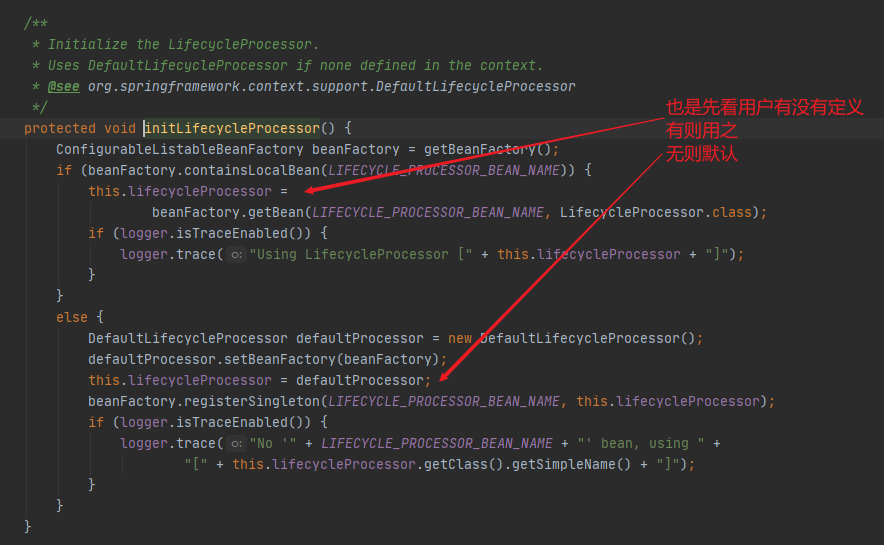 /**
 * Initialize the LifecycleProcessor.
 * Uses DefaultLifecycleProcessor if none defined in the context.
 * @see org.springframework.context.support.DefaultLifecycleProcessor
 */
protected void initLifecycleProcessor() {
    ConfigurableListableBeanFactory beanFactory = getBeanFactory();
    if (beanFactory.containsLocalBean(LIFECYCLE_PROCESSOR_BEAN_NAME)) {
        this.lifecycleProcessor =
                beanFactory.getBean(LIFECYCLE_PROCESSOR_BEAN_NAME, LifecycleProcessor.class);
        if (logger.isTraceEnabled()) {
            logger.trace( o: "Using LifecycleProcessor [" + this.lifecycleProcessor + "]");
        }
    }
    else {
        DefaultLifecycleProcessor defaultProcessor = new DefaultLifecycleProcessor();
        defaultProcessor.setBeanFactory(beanFactory);
        this.lifecycleProcessor = defaultProcessor;
        beanFactory.registerSingleton(LIFECYCLE_PROCESSOR_BEAN_NAME, this.lifecycleProcessor);
        if (logger.isTraceEnabled()) {
            logger.trace( o: "No '" + LIFECYCLE_PROCESSOR_BEAN_NAME + "' bean, using " +
                    "[" + this.lifecycleProcessor.getClass().getSimpleName() + "]");
        }
    }
}
也是先看用户有没有定义
有则用之
无则默认